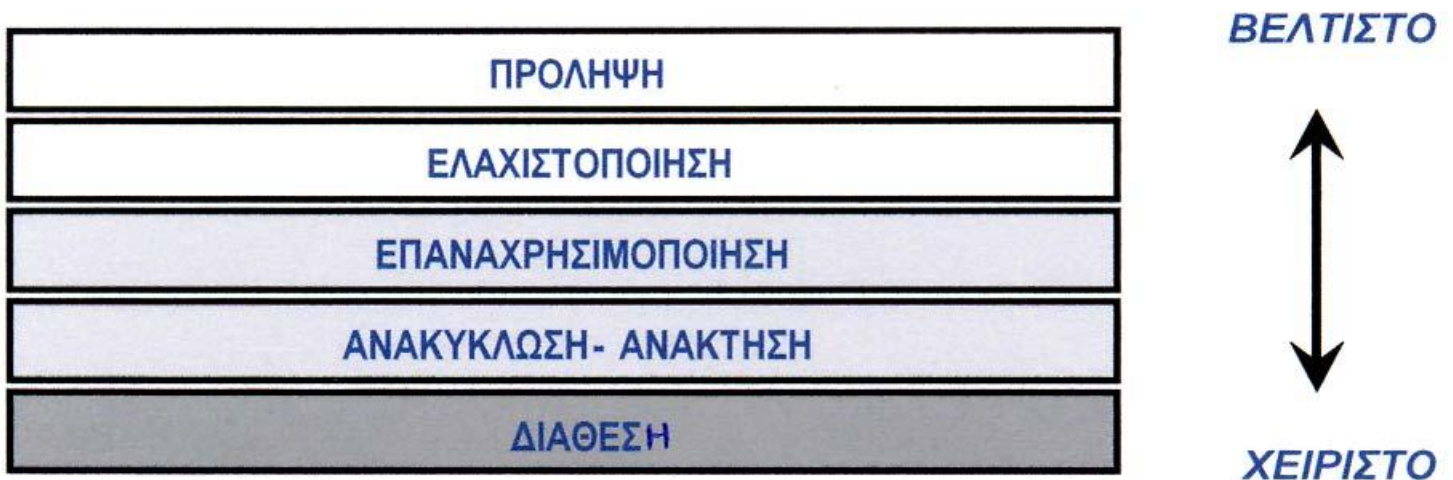 ΒΕΛΤΙΣΤΟ
ΠΡΟΛΗΨΗ
ΕΛΑΧΙΣΤΟΠΟΙΗΣΗ
ΕΠΑΝΑΧΡΗΣΙΜΟΠΟΙΗΣΗ
ΑΝΑΚΥΚΛΩΣΗ- ΑΝΑΚΤΗΣΗ
ΔΙΑΘΕΣΗ
ΧΕΙΡΙΣΤΟ